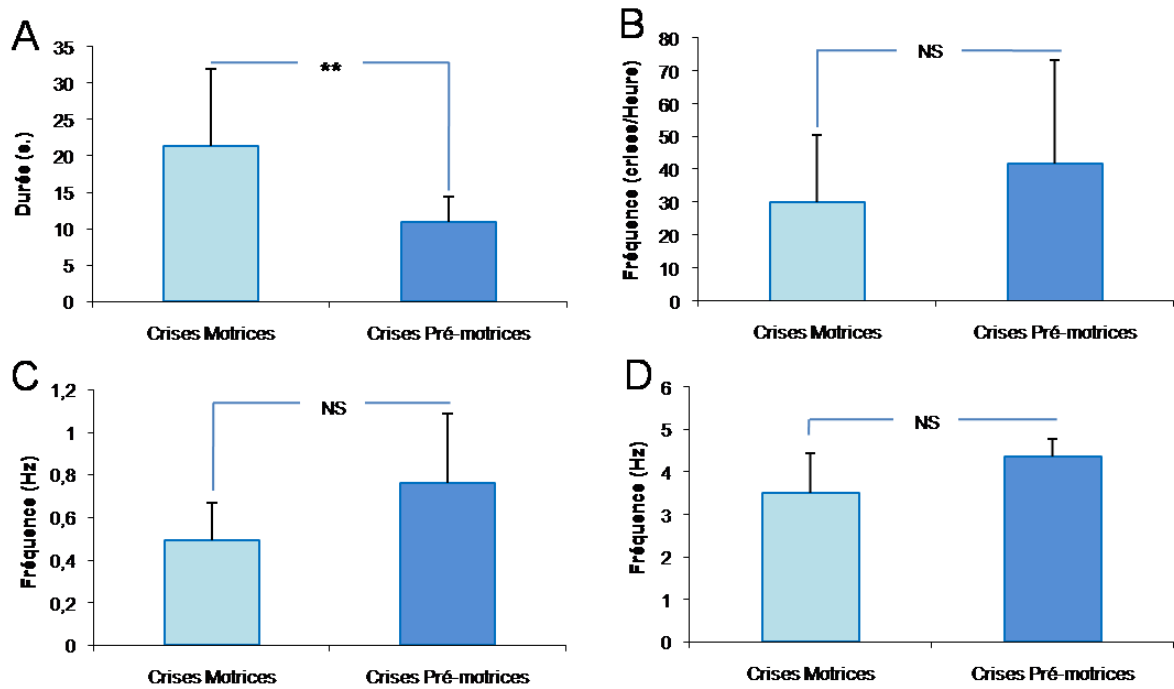 A
Durée (s.)
35
30
25
20
15
10
5
0
**
Crises Motrices
Crises Pré-motrices
B
Fréquence (crises/Heure)
80
70
60
50
40
30
20
10
0
NS
Crises Motrices
Crises Pré-motrices
C
Fréquence (Hz)
1,2
1
0,8
0,6
0,4
0,2
0
NS
Crises Motrices
Crises Pré-motrices
D
Fréquence (Hz)
6
5
4
3
2
1
0
NS
Crises Motrices
Crises Pré-motrices